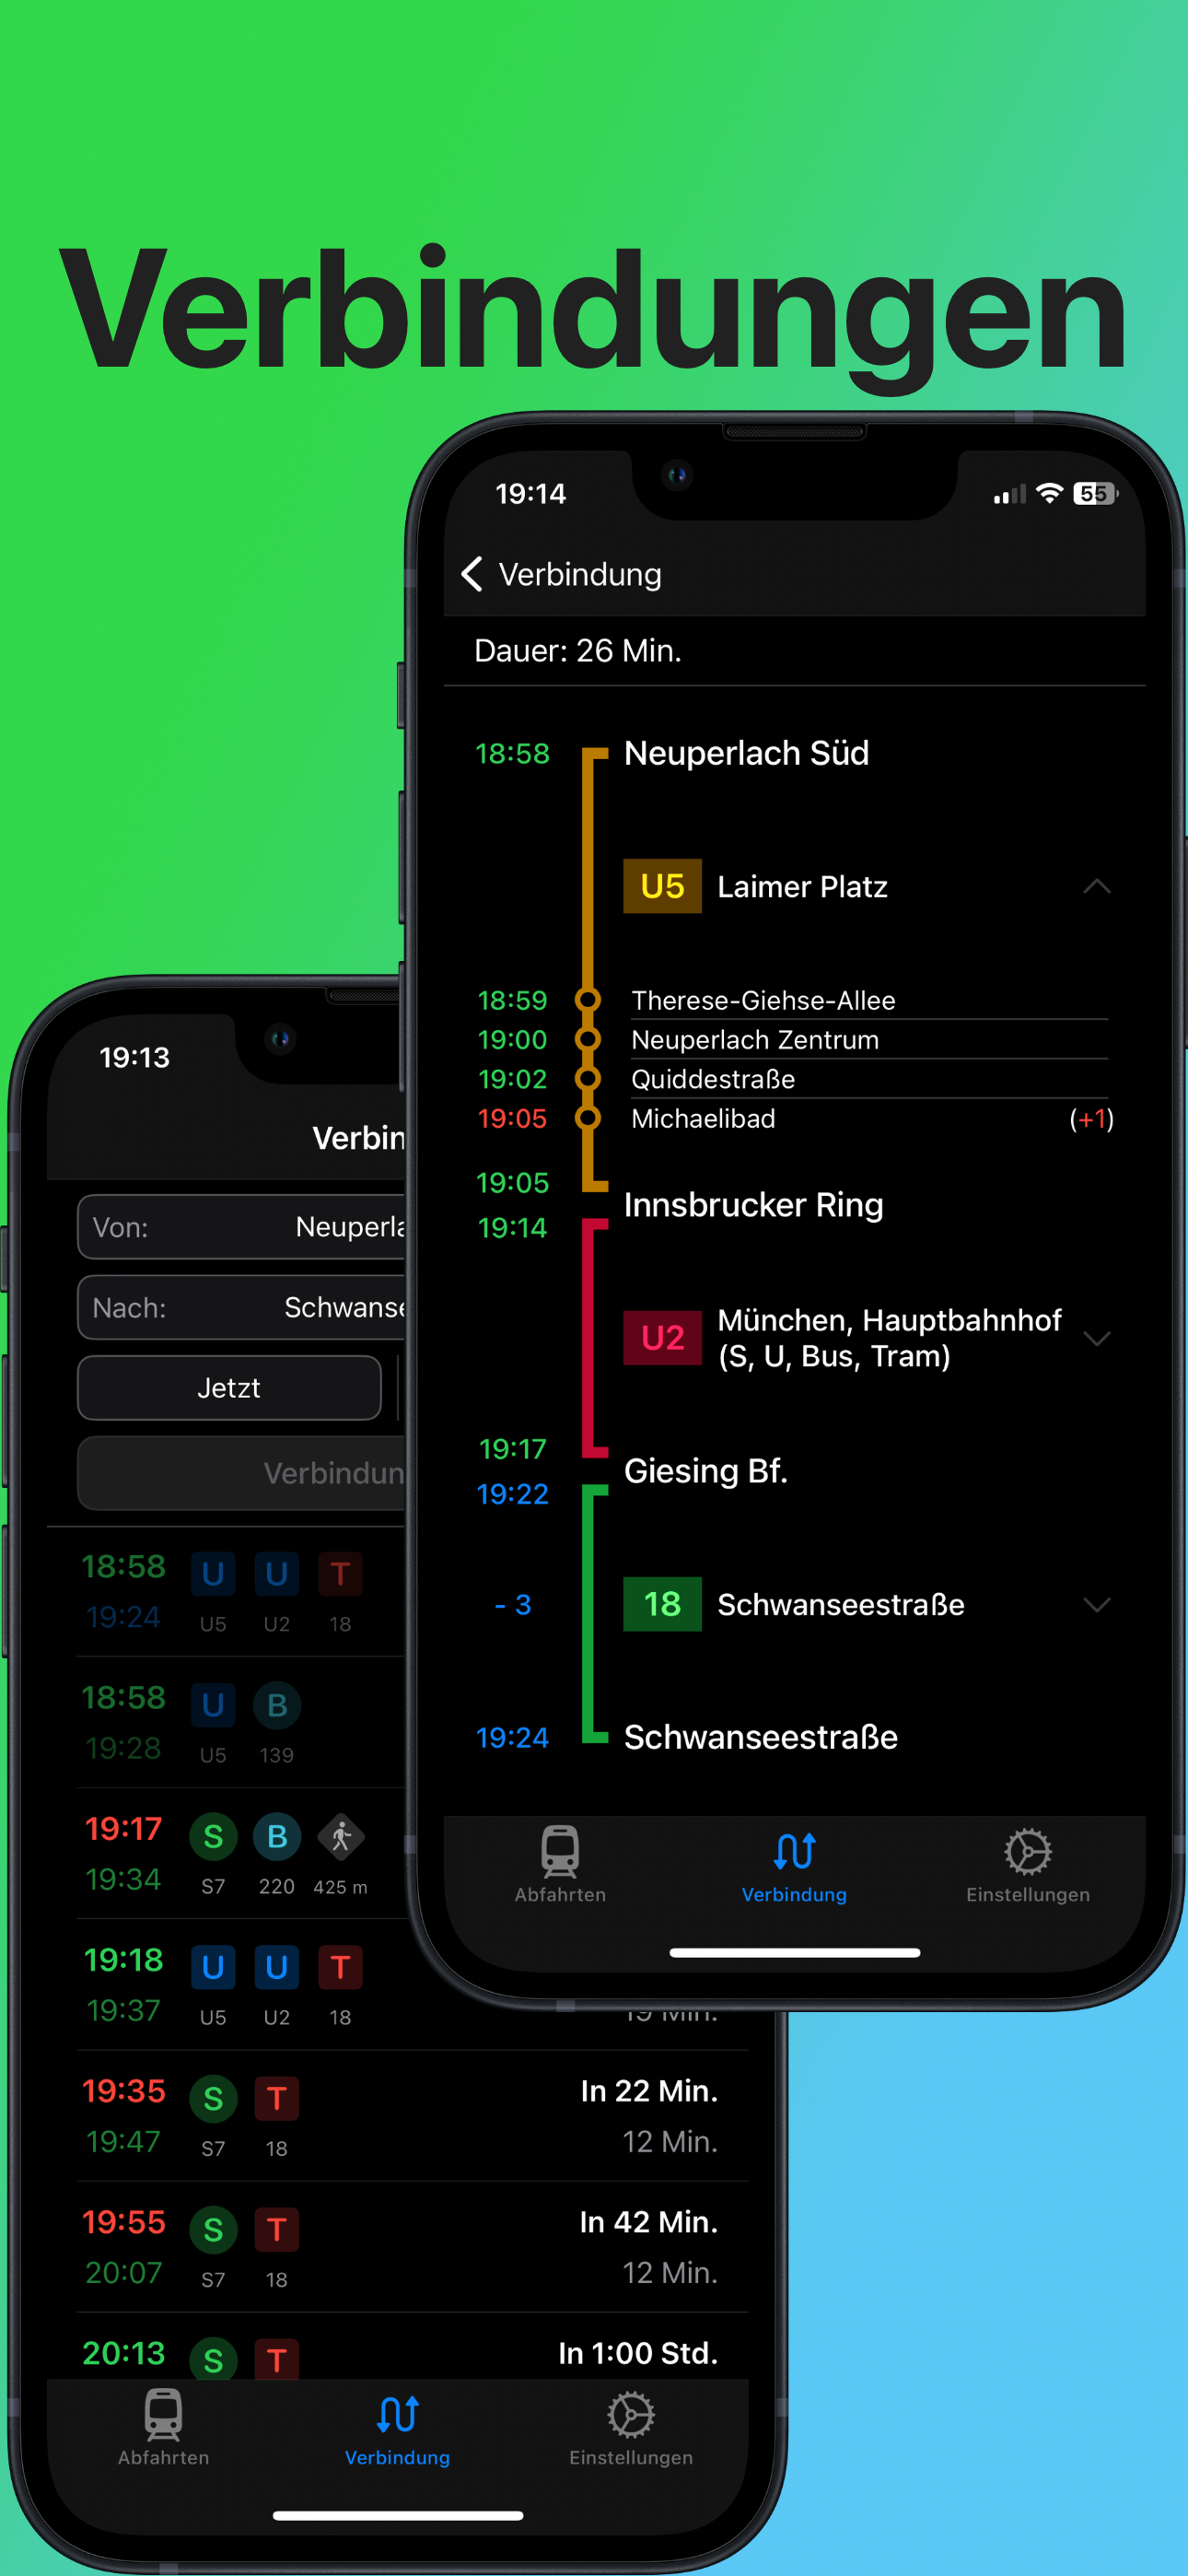 Verbindungen
19:14
55
Verbindung
Dauer: 26 Min.
18:58 Neuperlach Süd
U5 Laimer Platz
18:59 Therese-Giehse-Allee
19:00 Neuperlach Zentrum
19:02 Quiddestraße
19:05 Michaelibad (+1)
19:05
Innsbrucker Ring
19:14
U2 München, Hauptbahnhof
(S, U, Bus, Tram)
19:17
Giesing Bf.
19:22
- 3 18 Schwanseestraße
19:24 Schwanseestraße
Abfahrten Verbindung Einstellungen
19:13
Verbin
Von: Neuperla
Nach: Schwanse
Jetzt
Verbindun
18:58 U U T
19:24 U5 U2 18
18:58 U B
19:28 U5 139
19:17 S B
19:34 S7 220 425 m
19:18 U U T
19:37 U5 U2 18 19 Min.
19:35 S T In 22 Min.
19:47 S7 18 12 Min.
19:55 S T In 42 Min.
20:07 S7 18 12 Min.
20:13 S T In 1:00 Std.
Abfahrten Verbindung Einstellungen